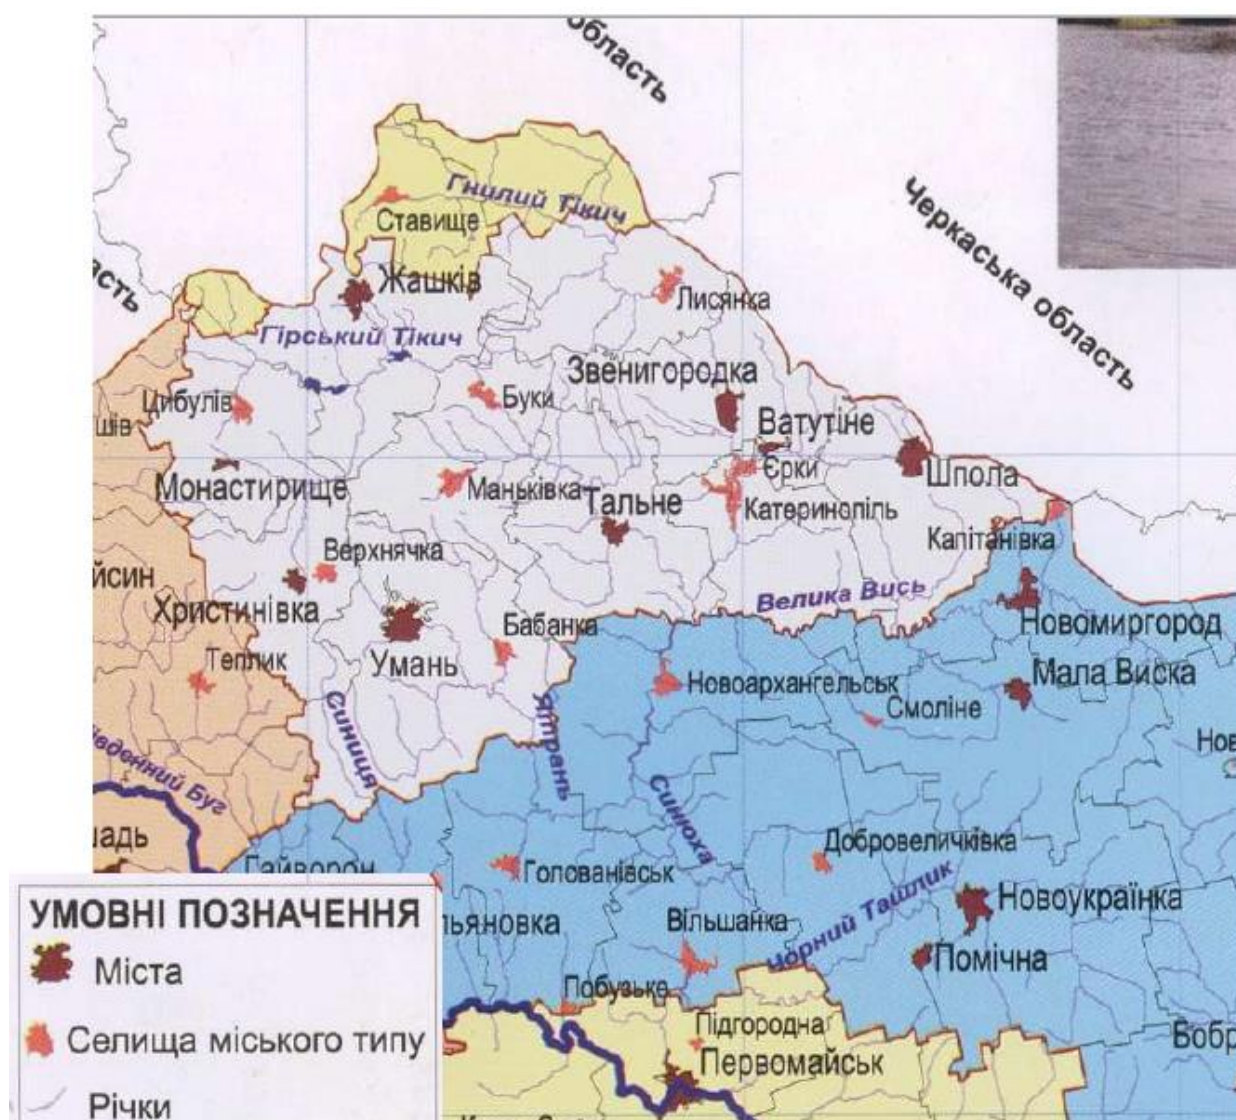 область
Гнилий Тікич
Ставище
Черкаська область
Жашків
Лисянка
Гірський Тікич
Звенигородка
Цибулів
Буки
Ватутіне
Єрки
Шпола
Монастирище
Маньківка
Тальне
Катеринопіль
Капітанівка
Верхнячка
Христинівка
Велика Вись
Бабанка
Умань
Новомиргород
Теплик
Новоархангельськ
Мала Виска
Смоліне
Синиця
Ятрань
Синюха
Гайворон
Голованівськ
Добровеличківка
Чорний Ташлик
Новоукраїнка
Вільшанка
Помічна
Побузьке
Підгородна
Первомайськ
УМОВНІ ПОЗНАЧЕННЯ
Міста
Селища міського типу
Річки